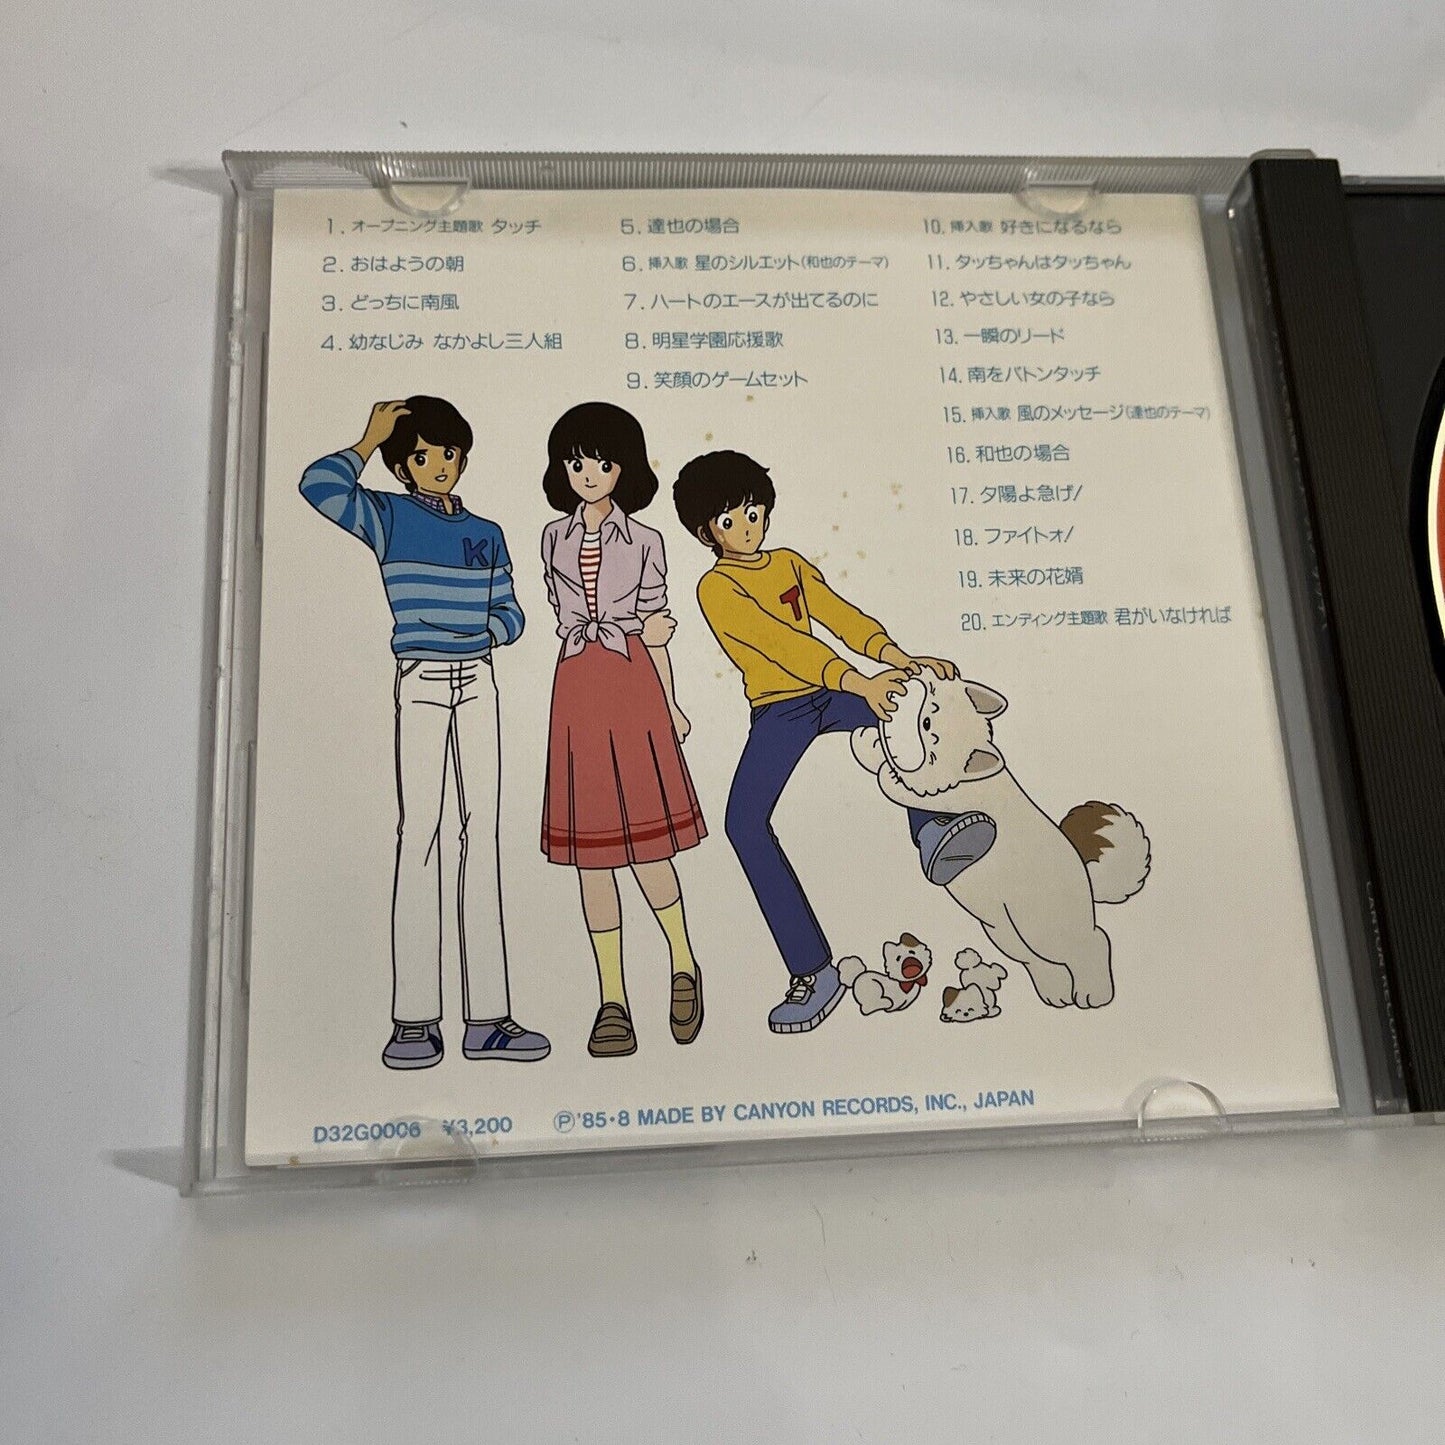 1. オープニング主題歌 タッチ
2. おはようの朝
3. どっちに南風
4. 幼なじみ なかよし三人組
5. 達也の場合
6. 挿入歌 星のシルエット(和也のテーマ)
7. ハートのエースが出てるのに
8. 明星学園応援歌
9. 笑顔のゲームセット
10. 挿入歌 好きになるなら
11. タッちゃんはタッちゃん
12. やさしい女の子なら
13. 一瞬のリード
14. 南をバトンタッチ
15. 挿入歌 風のメッセージ(達也のテーマ)
16. 和也の場合
17. 夕陽よ急げ!
18. ファイトォ!
19. 未来の花婿
20. エンディング主題歌 君がいなければ
K
T
D32G0006 ¥3,200 Ⓟ'85・8 MADE BY CANYON RECORDS, INC., JAPAN
CANYON RECORDS